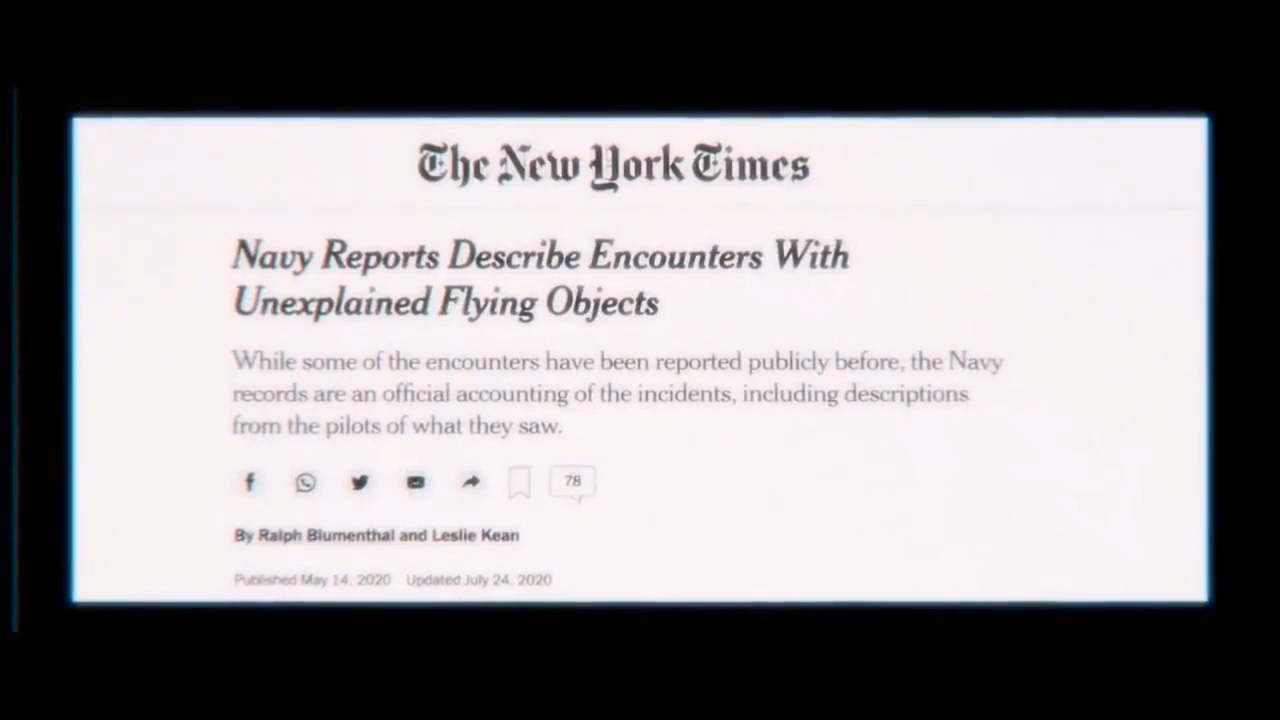 The New York Times
Navy Reports Describe Encounters With
Unexplained Flying Objects
While some of the encounters have been reported publicly before, the Navy
records are an official accounting of the incidents, including descriptions
from the pilots of what they saw.
78
By Ralph Blumenthal and Leslie Kean
Published May 14, 2020 Updated July 24, 2020